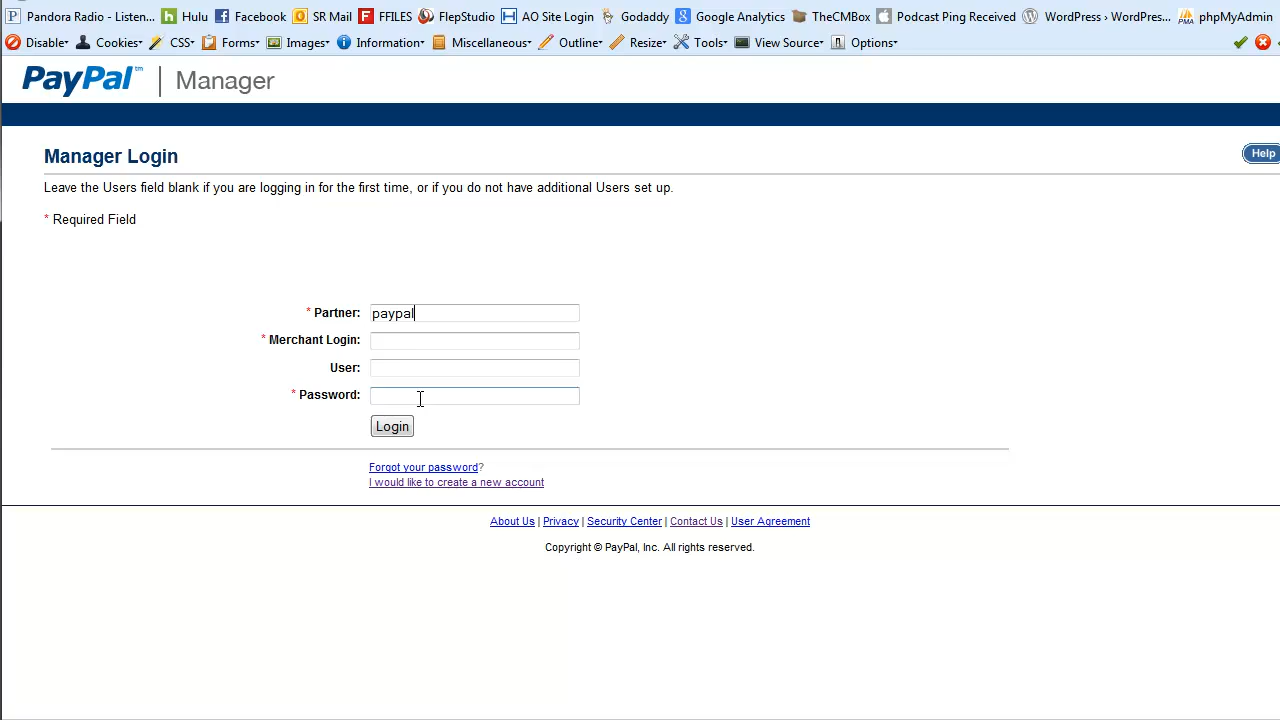 Pandora Radio - Listen... Hulu Facebook SR Mail FFILES FlepStudio AO Site Login Godaddy Google Analytics TheCMBox Podcast Ping Received WordPress › WordPre... phpMyAdmin
Disable Cookies CSS Forms Images Information Miscellaneous Outline Resize Tools View Source Options
PayPal™ | Manager
Manager Login
Help
Leave the Users field blank if you are logging in for the first time, or if you do not have additional Users set up.
* Required Field
* Partner: paypal
* Merchant Login:
User:
* Password:
Login
Forgot your password?
I would like to create a new account
About Us | Privacy | Security Center | Contact Us | User Agreement
Copyright © PayPal, Inc. All rights reserved.